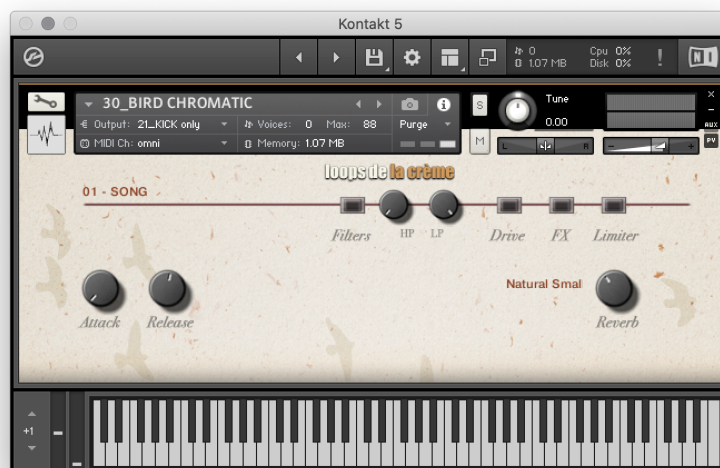 Kontakt 5
0
1.07 MB
Cpu 0%
Disk 0%
!
NI
30_BIRD CHROMATIC
Output: 21_KICK only
Voices: 0 Max: 88
Purge
MIDI Ch: omni
Memory: 1.07 MB
S
M
Tune
0.00
L R
- +
×
-
AUX
PV
loops de la crème
01 - SONG
Filters
HP
LP
Drive
FX
Limiter
Attack
Release
Natural Smal
Reverb
+1